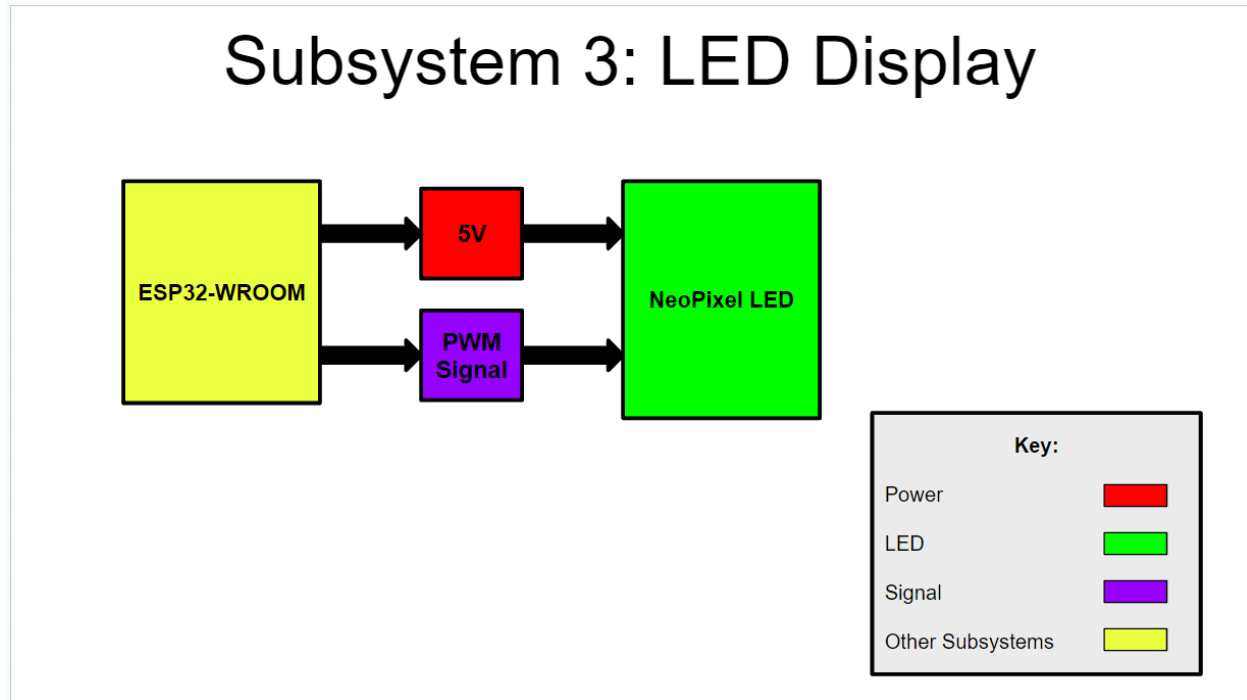 Subsystem 3: LED Display
ESP32-WROOM
5V
PWM
Signal
NeoPixel LED
Key:
Power
LED
Signal
Other Subsystems